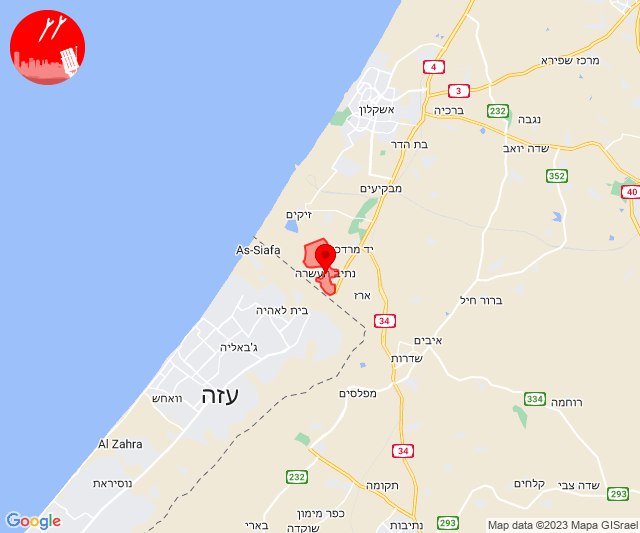 מרכז שפירא
4
3
אשקלון
ברכיה
232
נגבה
בת הדר
שדה יואב
352
40
מבקיעים
זיקים
As-Siafa
יד מרדכי
נתיב העשרה
ארז
ברור חיל
בית לאהיה
34
איבים
ג'באליה
שדרות
עזה
וואחש
מפלסים
334
רוחמה
Al Zahra
34
232
נוסיראת
תקומה
קלחים
שדה צבי
293
כפר מימון
293
בארי
שוקדה
נתיבות
Google
Map data ©2023 Mapa GISrael